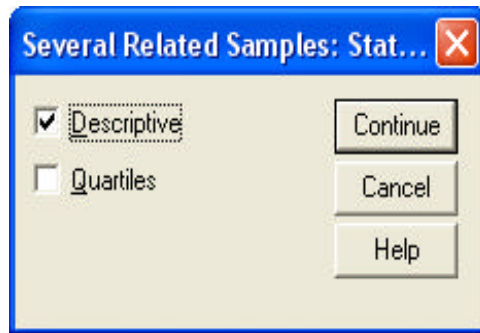 Several Related Samples: Stat...
Descriptive
Quartiles
Continue
Cancel
Help